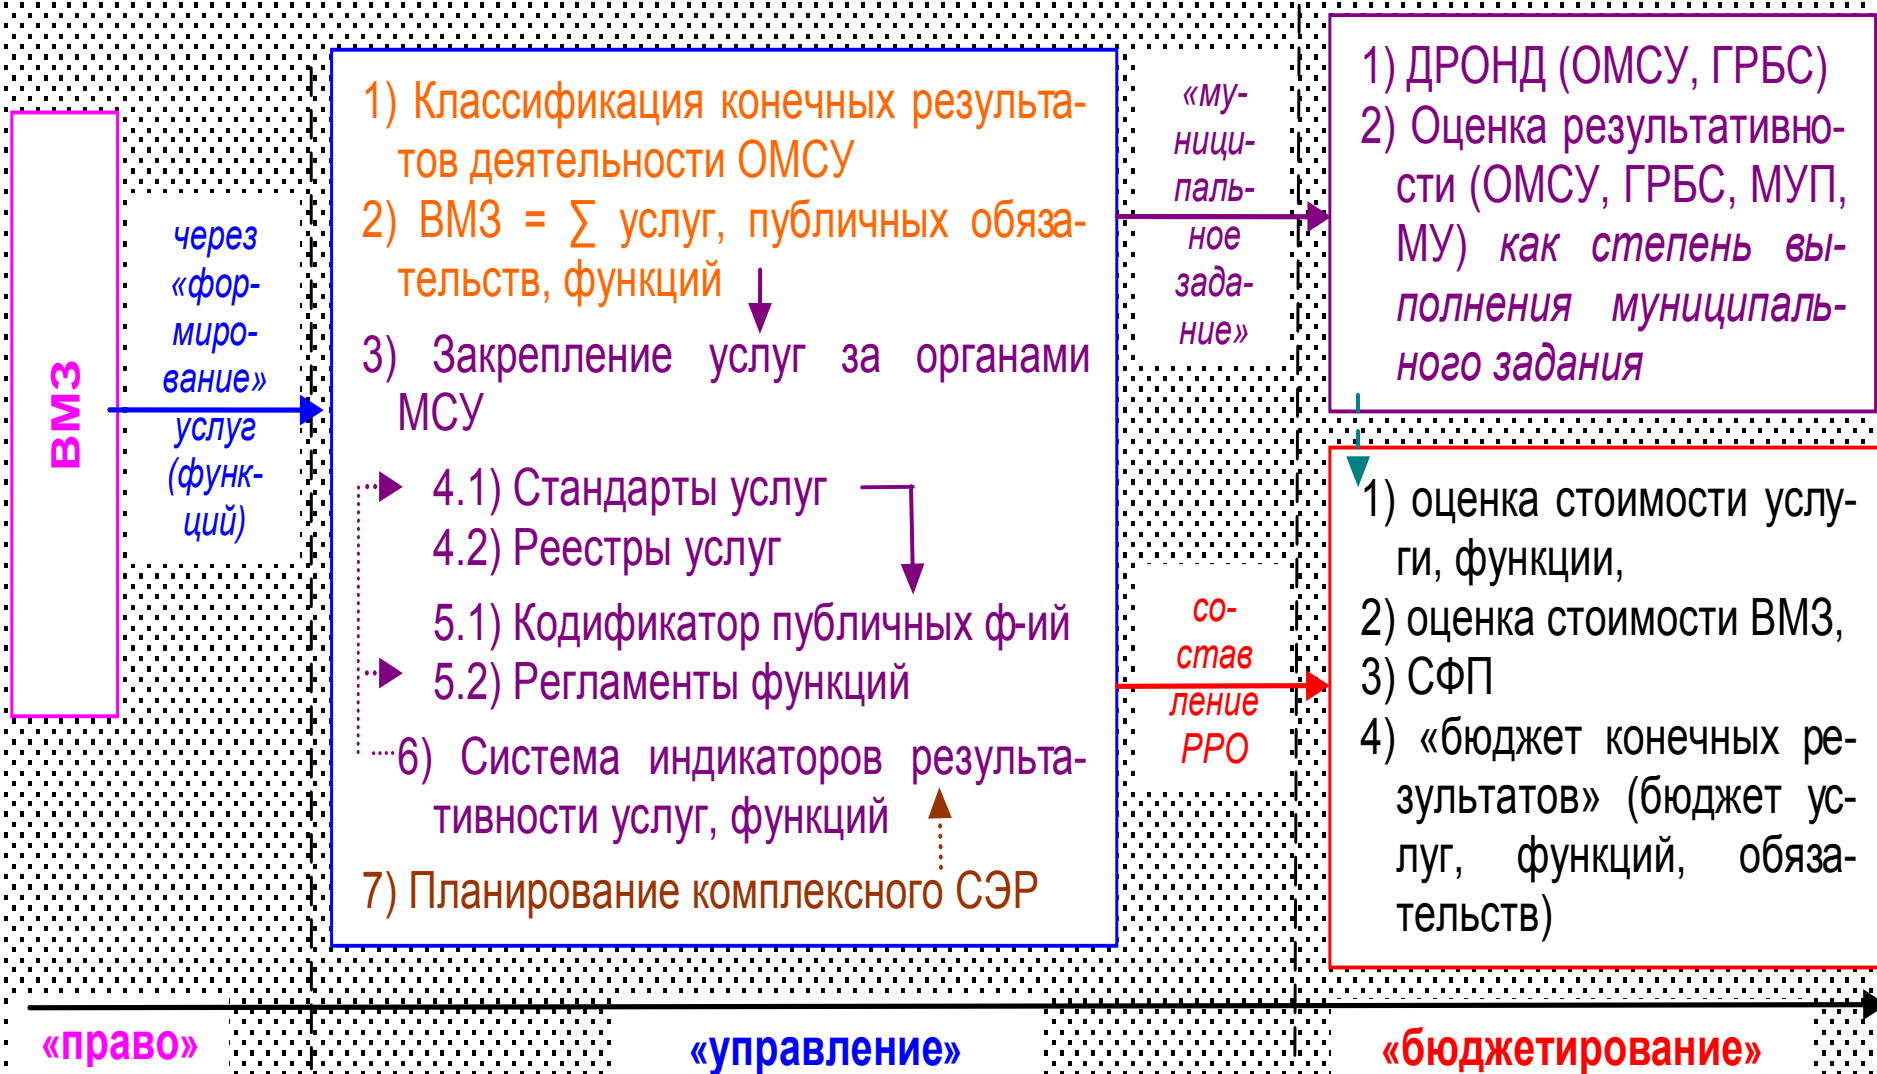 ВМЗ
через
«фор-
миро-
вание»
услуг
(функ-
ций)
1) Классификация конечных результа-
тов деятельности ОМСУ
2) ВМЗ = ∑ услуг, публичных обяза-
тельств, функций
3) Закрепление услуг за органами
МСУ
4.1) Стандарты услуг
4.2) Реестры услуг
5.1) Кодификатор публичных ф-ий
5.2) Регламенты функций
6) Система индикаторов результа-
тивности услуг, функций
7) Планирование комплексного СЭР
«му-
ници-
паль-
ное
зада-
ние»
со-
став
ление
РРО
1) ДРОНД (ОМСУ, ГРБС)
2) Оценка результативно-
сти (ОМСУ, ГРБС, МУП,
МУ) как степень вы-
полнения муниципаль-
ного задания
1) оценка стоимости услу-
ги, функции,
2) оценка стоимости ВМЗ,
3) СФП
4) «бюджет конечных ре-
зультатов» (бюджет ус-
луг, функций, обяза-
тельств)
«право»
«управление»
«бюджетирование»